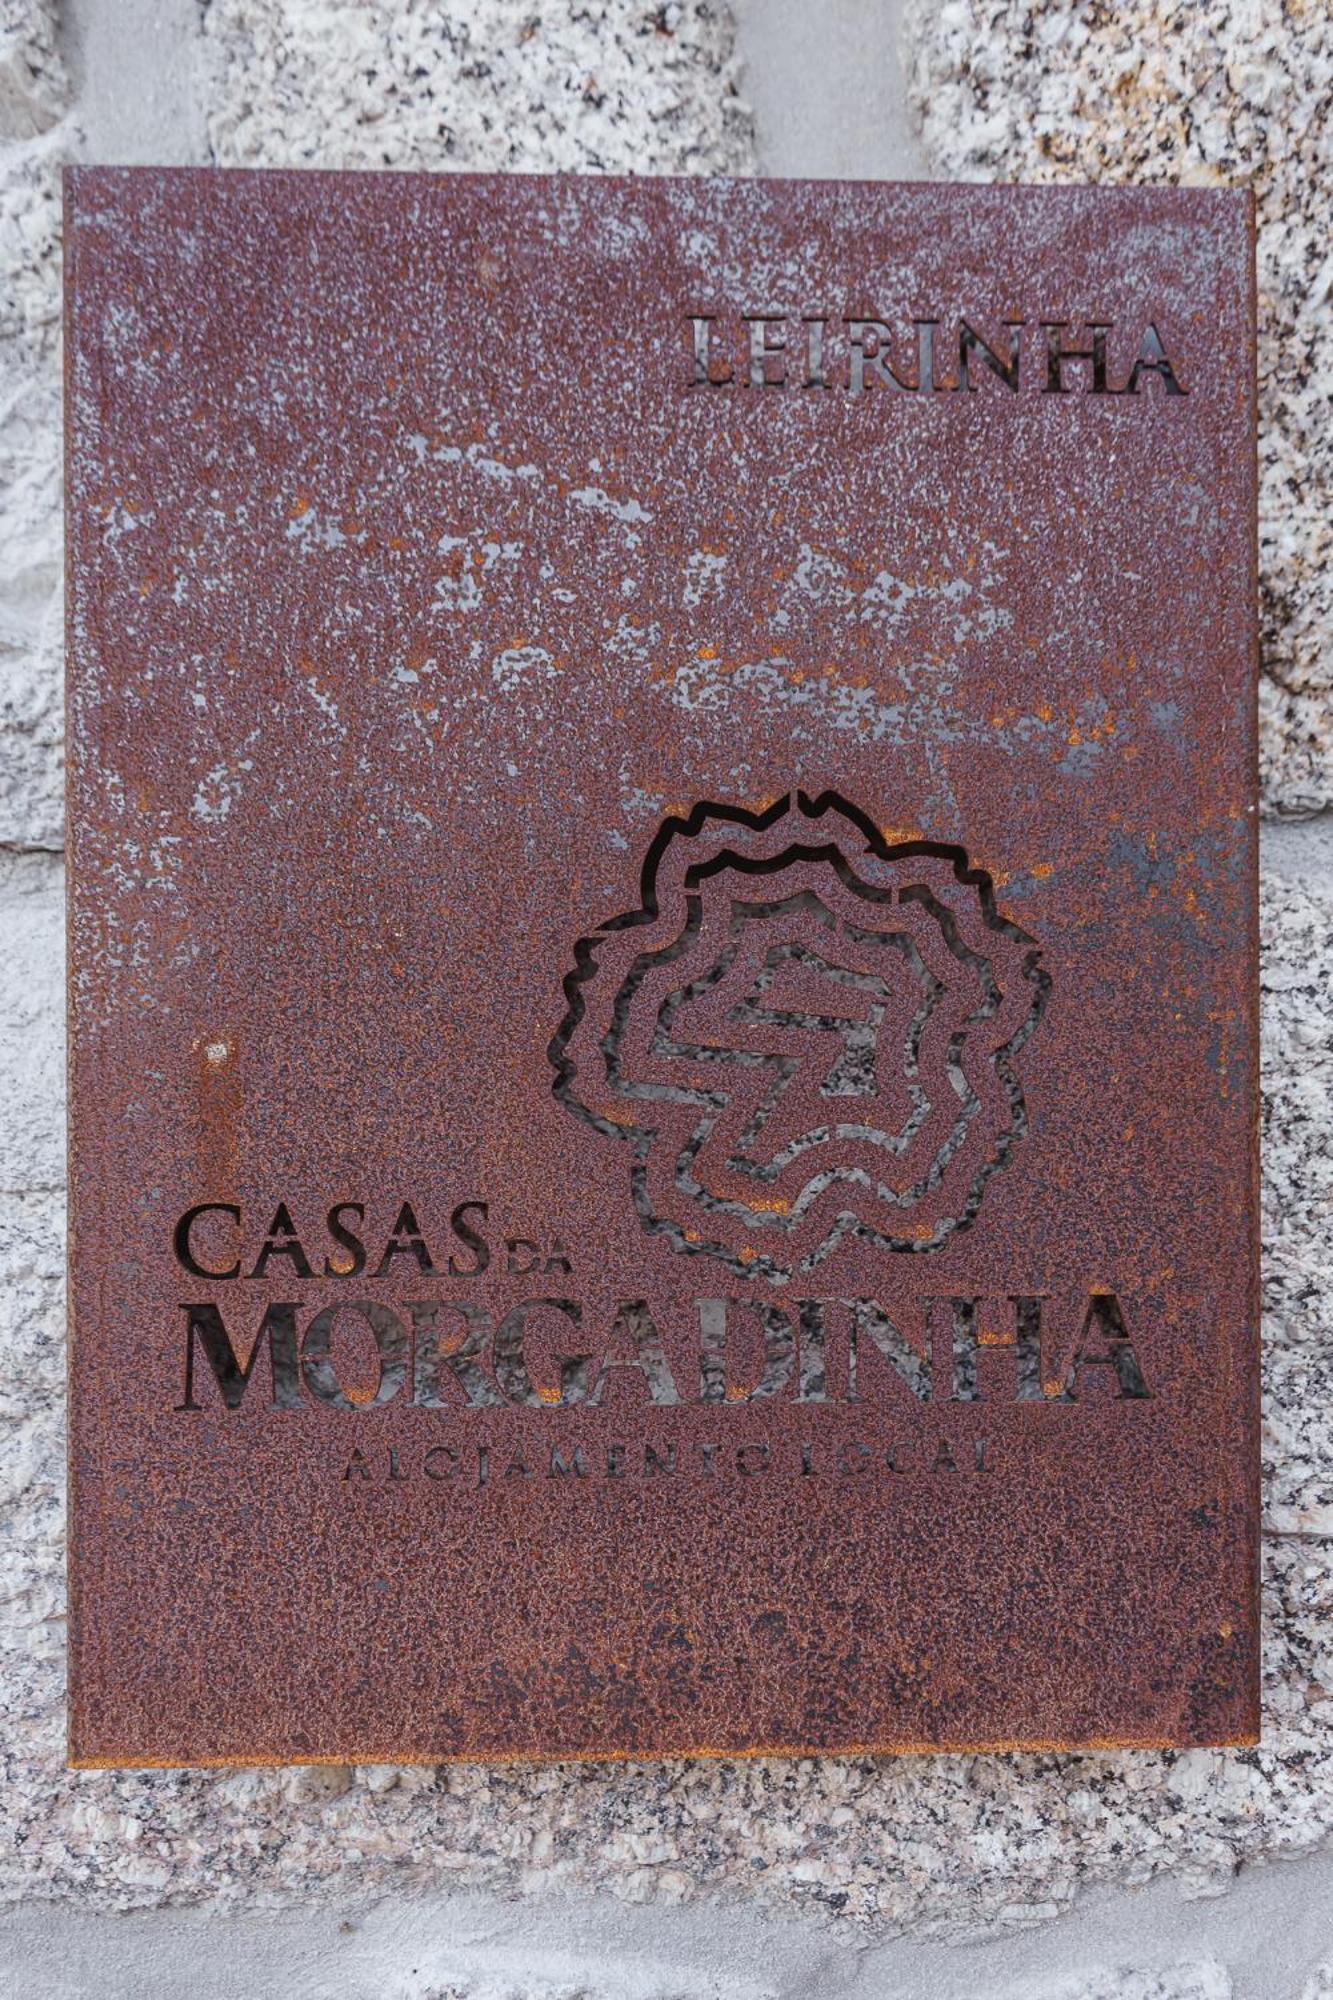 LEIRINHA
CASAS DA
MORGADINHA
ALOJAMENTO LOCAL